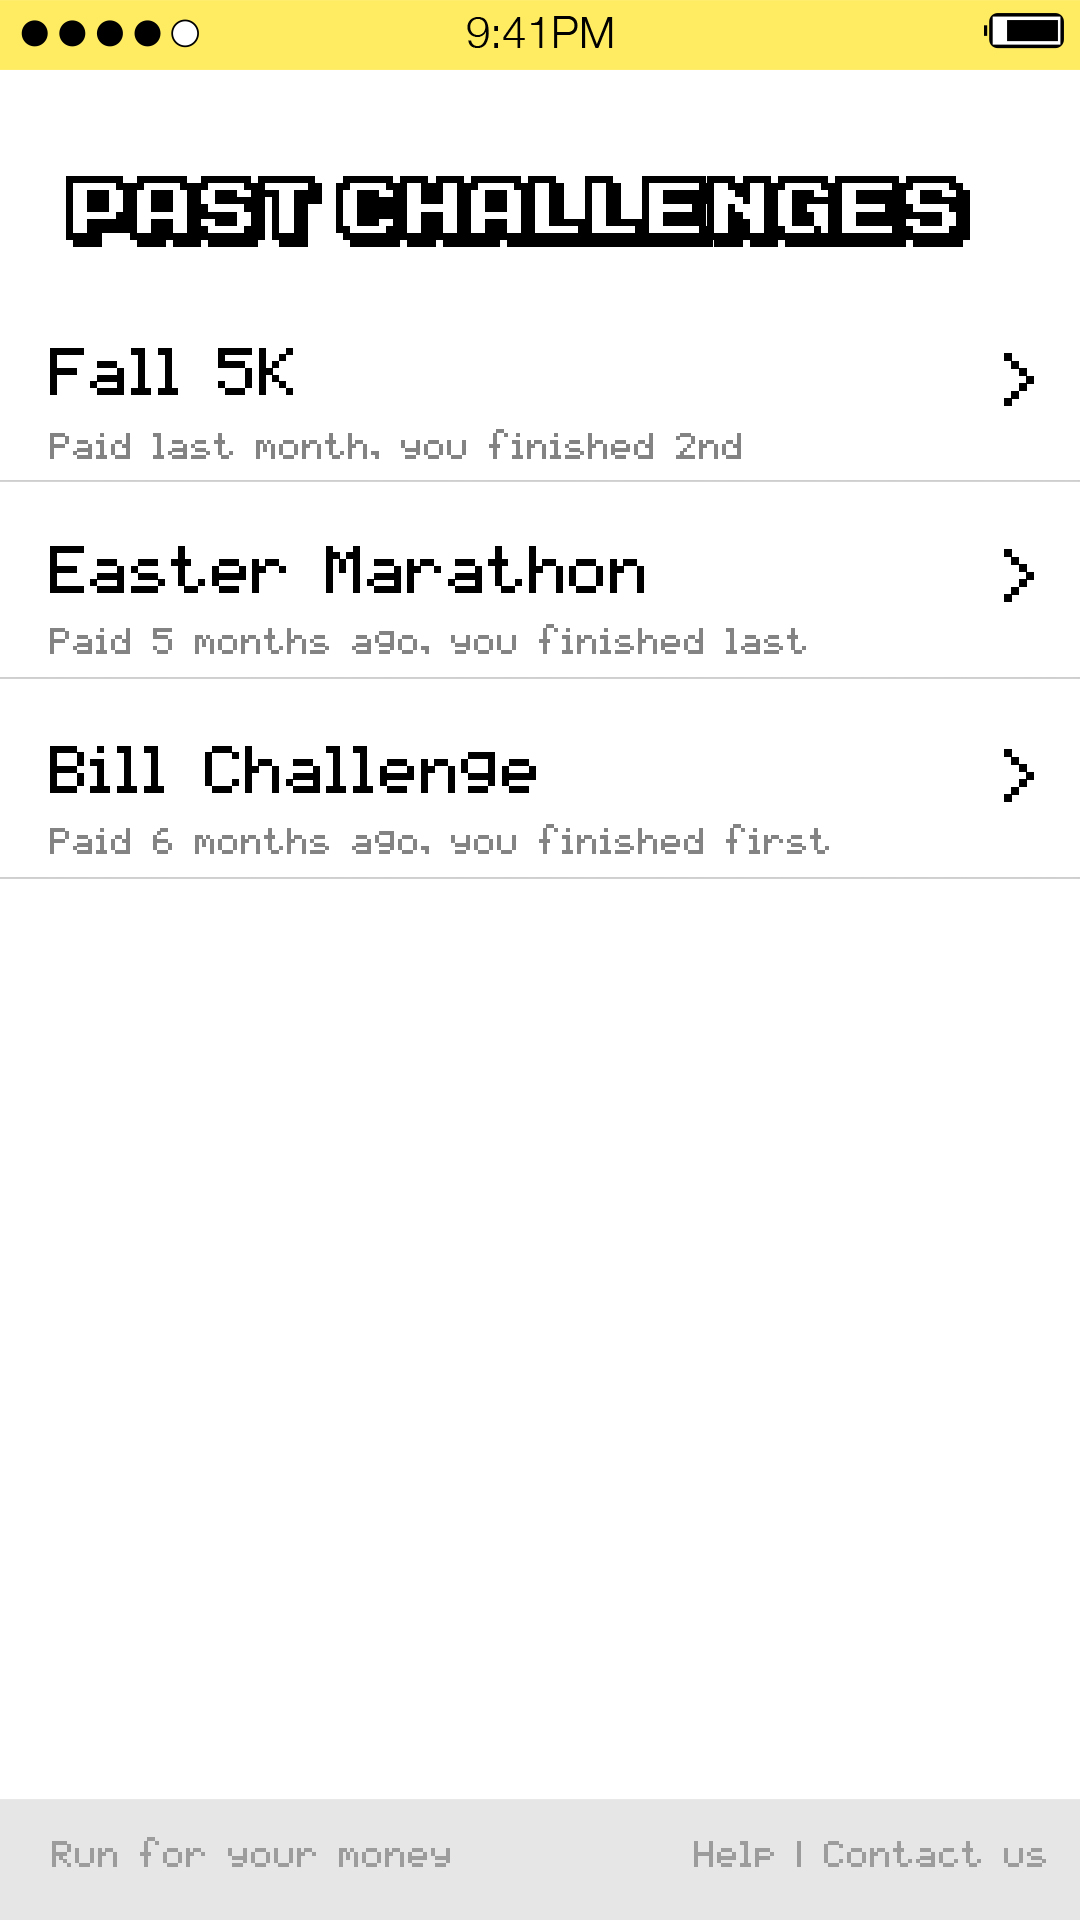 9:41PM
PAST CHALLENGES
Fall 5K
Paid last month, you finished 2nd
Easter Marathon
Paid 5 months ago, you finished last
Bill Challenge
Paid 6 months ago, you finished first
Run for your money
Help | Contact us